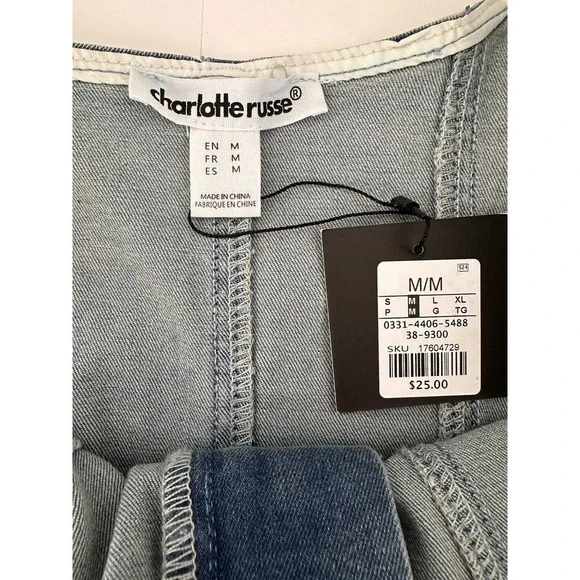 charlotte russe®
EN M
FR M
ES M
MADE IN CHINA
FABRIQUE EN CHINE
S24
M/M
S M L XL
P M G TG
0331-4406-5488
38-9300
SKU 17604729
$25.00